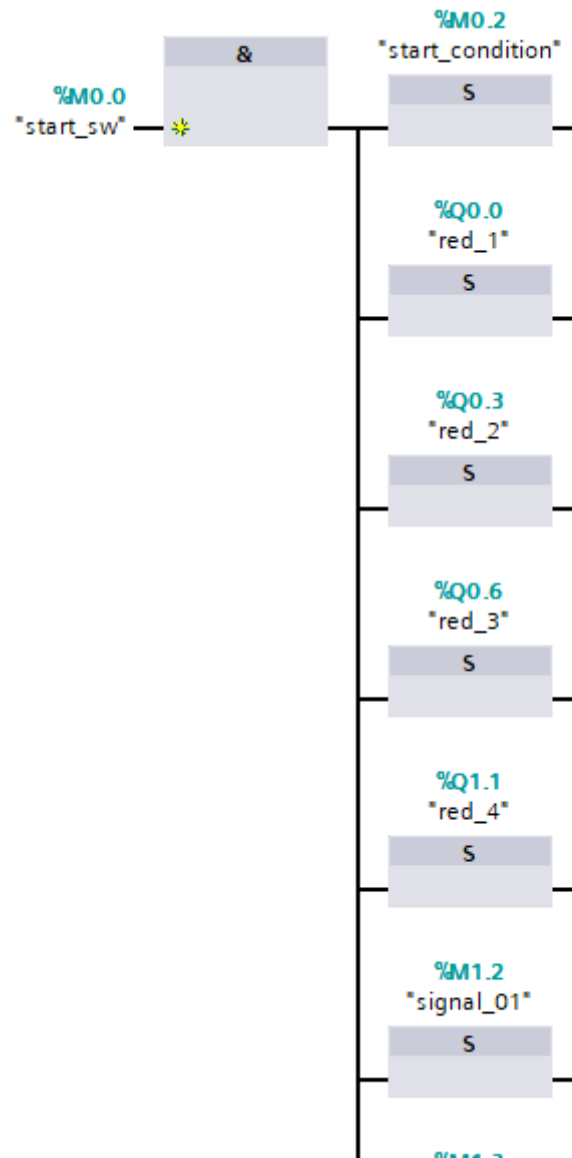 %M0.2
"start_condition"
&
S
%M0.0
"start_sw"
%Q0.0
"red_1"
S
%Q0.3
"red_2"
S
%Q0.6
"red_3"
S
%Q1.1
"red_4"
S
%M1.2
"signal_01"
S